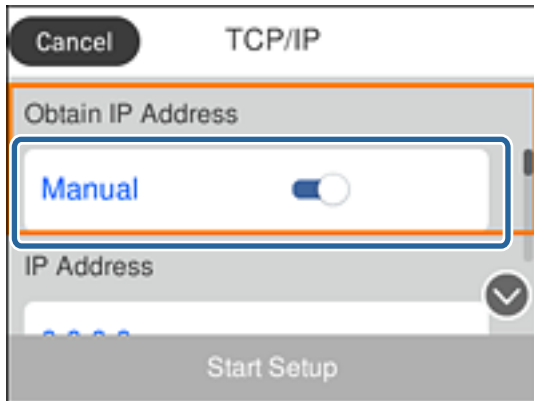 Cancel
TCP/IP
Obtain IP Address
Manual
IP Address
Start Setup